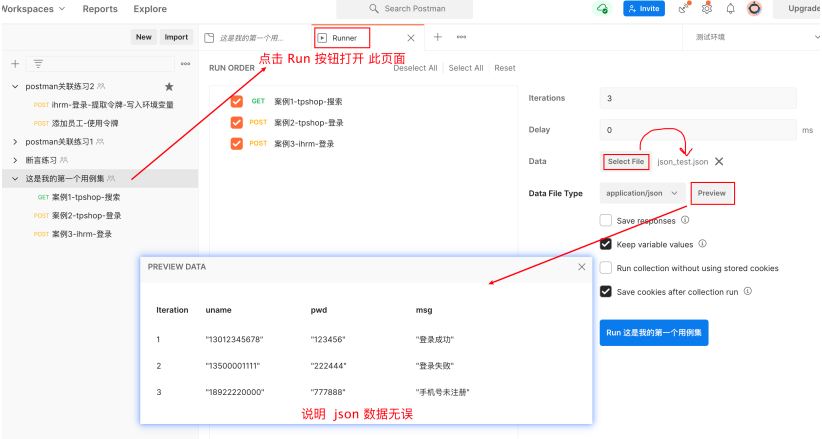 Workspaces Reports Explore Search Postman Invite Upgrade
New Import 这是我的第一个用... Runner 测试环境
点击 Run 按钮打开 此页面
RUN ORDER Deselect All Select All Reset
postman关联练习2
POST ihrm-登录-提取令牌-写入环境变量
POST 添加员工-使用令牌
postman关联练习1
断言练习
这是我的第一个用例集
GET 案例1-tpshop-搜索
POST 案例2-tpshop-登录
POST 案例3-ihrm-登录
GET 案例1-tpshop-搜索
POST 案例2-tpshop-登录
POST 案例3-ihrm-登录
Iterations 3
Delay 0 ms
Data Select File json_test.json
Data File Type application/json Preview
Save responses
Keep variable values
Run collection without using stored cookies
Save cookies after collection run
Run 这是我的第一个用例集
PREVIEW DATA
Iteration uname pwd msg
1 "13012345678" "123456" "登录成功"
2 "13500001111" "222444" "登录失败"
3 "18922220000" "777888" "手机号未注册"
说明 json 数据无误